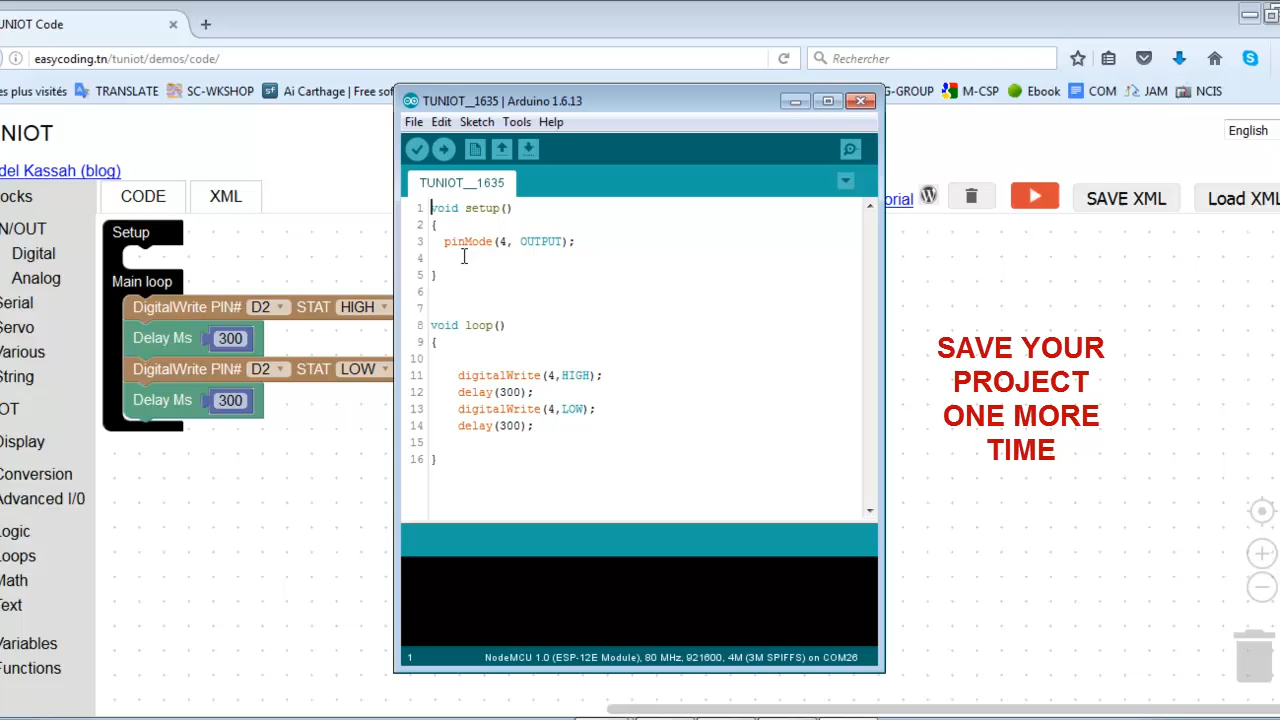 UNIOT Code
easycoding.tn/tuniot/demos/code/
Rechercher
es plus visités
TRANSLATE
SC-WKSHOP
Ai Carthage | Free sof
G-GROUP
M-CSP
Ebook
COM
JAM
NCIS
NIOT
English
del Kassah (blog)
orial
SAVE XML
Load XML
ocks
CODE
XML
N/OUT
Digital
Analog
Serial
Servo
Various
String
OT
Display
Conversion
Advanced I/0
Logic
Loops
Math
Text
Variables
Functions
Setup
Main loop
DigitalWrite PIN# D2 STAT HIGH
Delay Ms 300
DigitalWrite PIN# D2 STAT LOW
Delay Ms 300
TUNIOT__1635 | Arduino 1.6.13
File Edit Sketch Tools Help
TUNIOT__1635
1 void setup()
2 {
3 pinMode(4, OUTPUT);
4
5 }
6
7
8 void loop()
9 {
10
11 digitalWrite(4,HIGH);
12 delay(300);
13 digitalWrite(4,LOW);
14 delay(300);
15
16 }
1 NodeMCU 1.0 (ESP-12E Module), 80 MHz, 921600, 4M (3M SPIFFS) on COM26
SAVE YOUR
PROJECT
ONE MORE
TIME